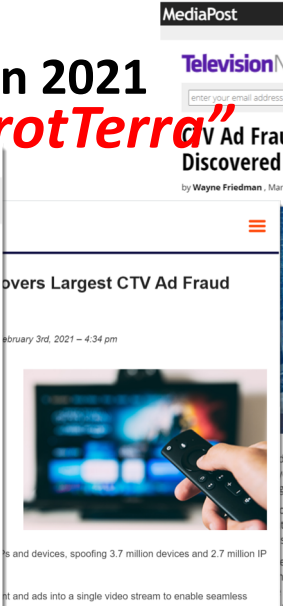 MediaPost
n 2021
TelevisionN
enter your email address
rotTerra”
CTV Ad Frau
Discovered
by Wayne Friedman , Mar
overs Largest CTV Ad Fraud
ebruary 3rd, 2021 – 4:34 pm
Ps and devices, spoofing 3.7 million devices and 2.7 million IP
nt and ads into a single video stream to enable seamless